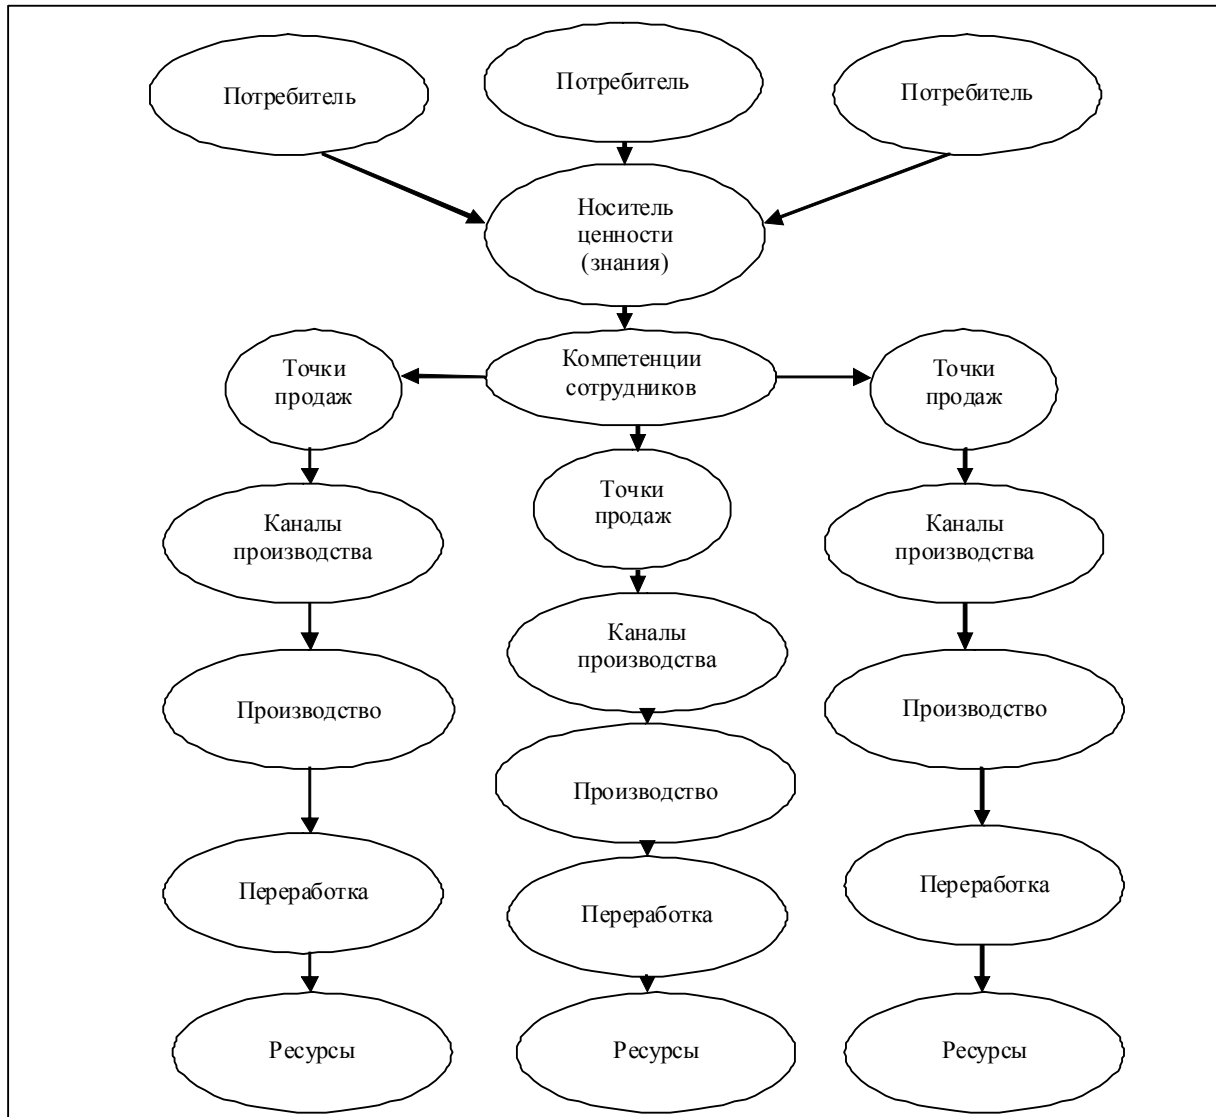 Потребитель
Потребитель
Потребитель
Носитель
ценности
(знания)
Точки
продаж
Компетенции
сотрудников
Точки
продаж
Точки
продаж
Каналы
производства
Каналы
производства
Каналы
производства
Производство
Производство
Производство
Переработка
Переработка
Переработка
Ресурсы
Ресурсы
Ресурсы